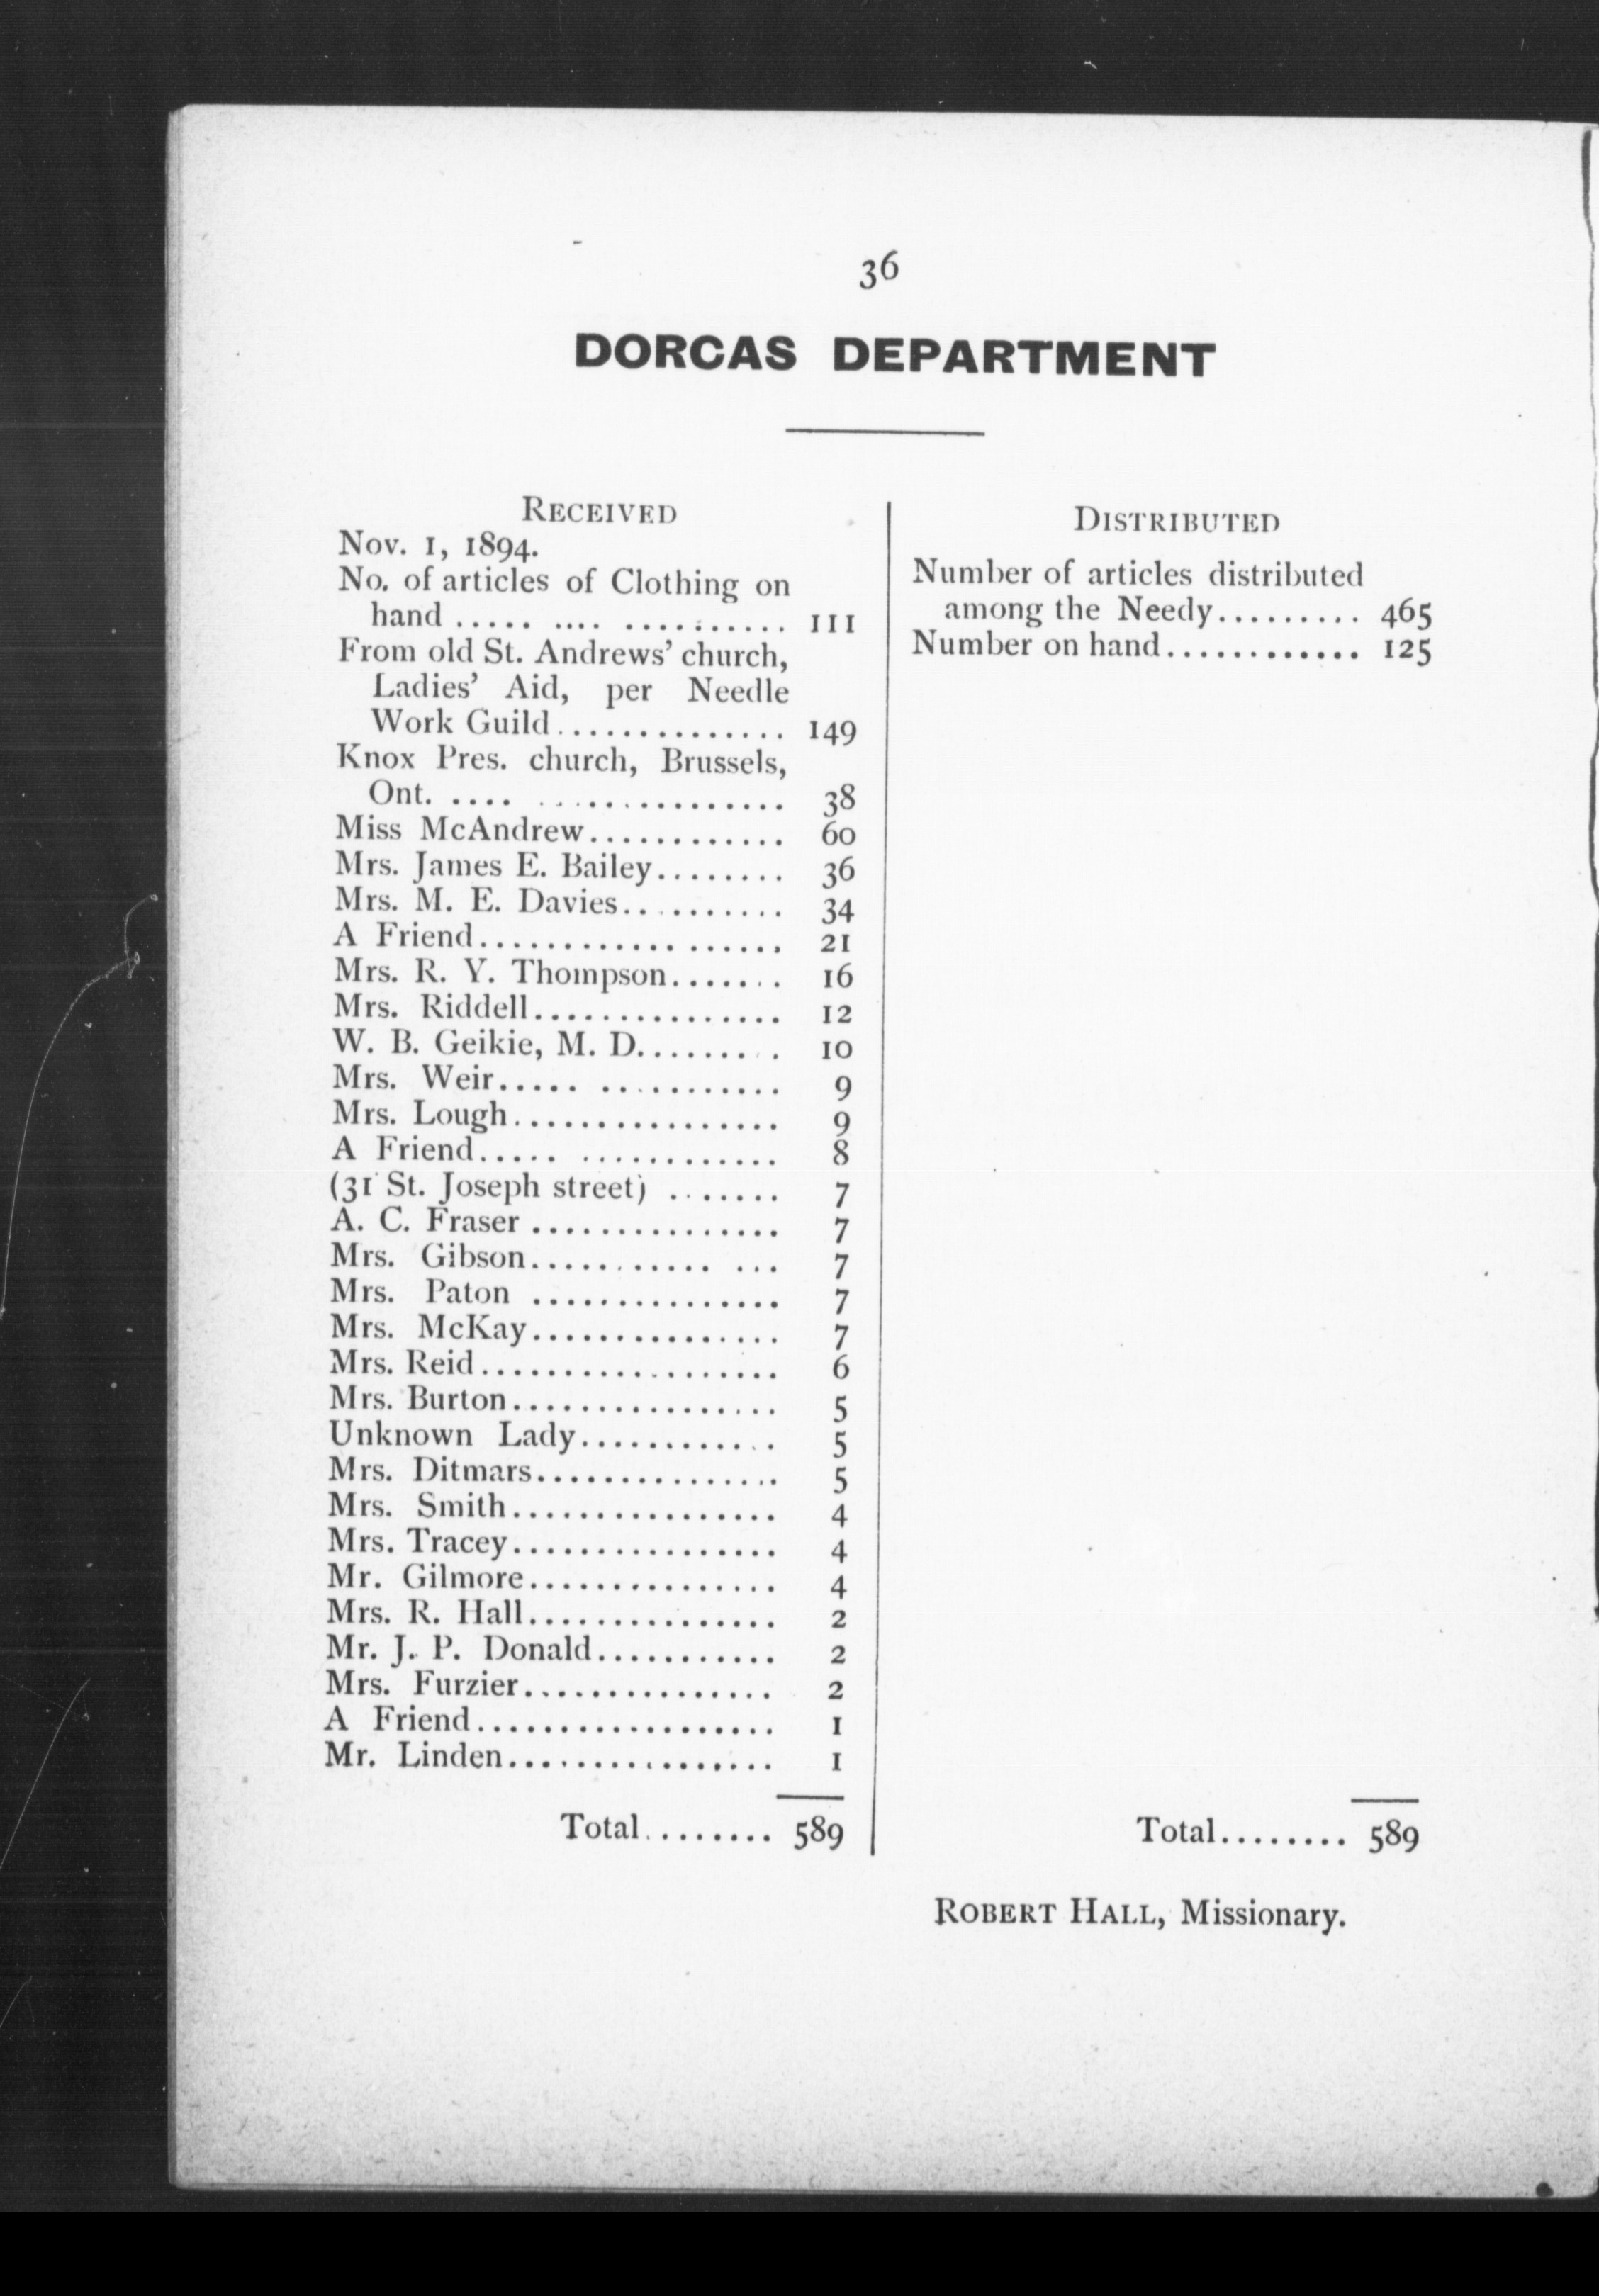 36
DORCAS DEPARTMENT
RECEIVED
Nov. 1, 1894.
No. of articles of Clothing on
hand ..... .... .......... 111
From old St. Andrews' church,
Ladies' Aid, per Needle
Work Guild.............. 149
Knox Pres. church, Brussels,
Ont. .... ............... 38
Miss McAndrew............ 60
Mrs. James E. Bailey........ 36
Mrs. M. E. Davies.......... 34
A Friend.................. 21
Mrs. R. Y. Thompson....... 16
Mrs. Riddell............... 12
W. B. Geikie, M. D......... 10
Mrs. Weir..... ........... 9
Mrs. Lough................ 9
A Friend..... ............ 8
(31 St. Joseph street) ....... 7
A. C. Fraser ............... 7
Mrs. Gibson........... ... 7
Mrs. Paton ............... 7
Mrs. McKay............... 7
Mrs. Reid.................. 6
Mrs. Burton................ 5
Unknown Lady............ 5
Mrs. Ditmars............... 5
Mrs. Smith................ 4
Mrs. Tracey................ 4
Mr. Gilmore............... 4
Mrs. R. Hall............... 2
Mr. J. P. Donald........... 2
Mrs. Furzier............... 2
A Friend.................. 1
Mr. Linden................ 1
Total........ 589
DISTRIBUTED
Number of articles distributed
among the Needy......... 465
Number on hand............ 125
Total........ 589
ROBERT HALL, Missionary.